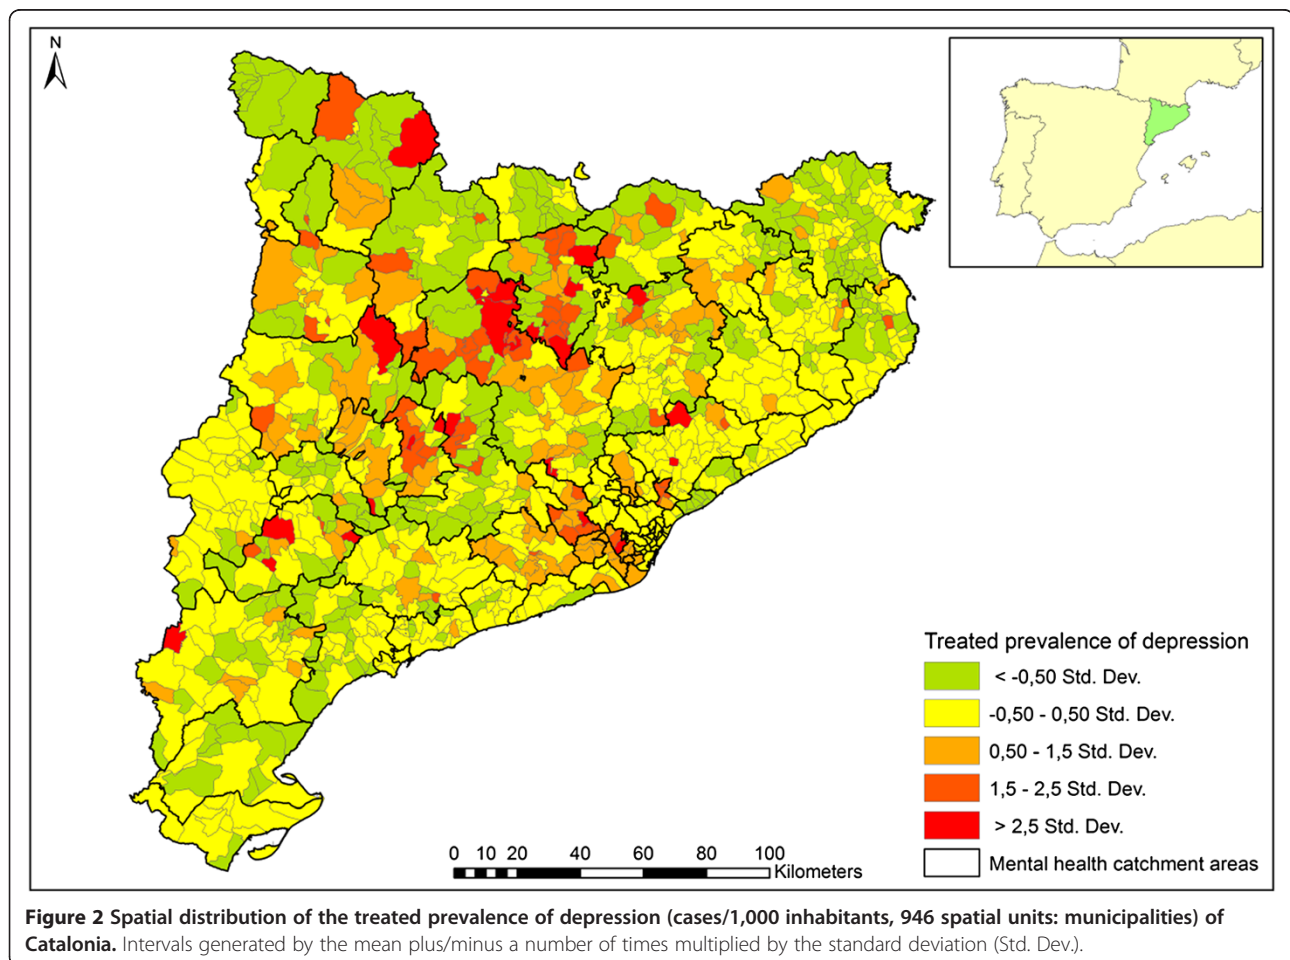 N
Treated prevalence of depression
< -0,50 Std. Dev.
-0,50 - 0,50 Std. Dev.
0,50 - 1,5 Std. Dev.
1,5 - 2,5 Std. Dev.
> 2,5 Std. Dev.
Mental health catchment areas
0 10 20 40 60 80 100
Kilometers
Figure 2 Spatial distribution of the treated prevalence of depression (cases/1,000 inhabitants, 946 spatial units: municipalities) of
Catalonia. Intervals generated by the mean plus/minus a number of times multiplied by the standard deviation (Std. Dev.).